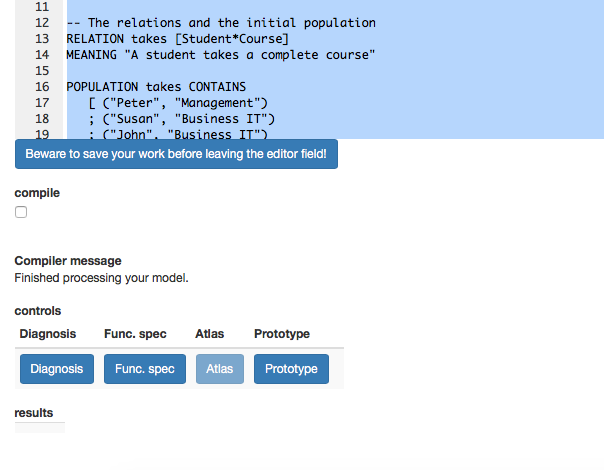 11
12 -- The relations and the initial population
13 RELATION takes [Student*Course]
14 MEANING "A student takes a complete course"
15
16 POPULATION takes CONTAINS
17 [ ("Peter", "Management")
18 ; ("Susan", "Business IT")
19 ; ("John", "Business IT")
Beware to save your work before leaving the editor field!
compile
Compiler message
Finished processing your model.
controls
Diagnosis Func. spec Atlas Prototype
Diagnosis Func. spec Atlas Prototype
results